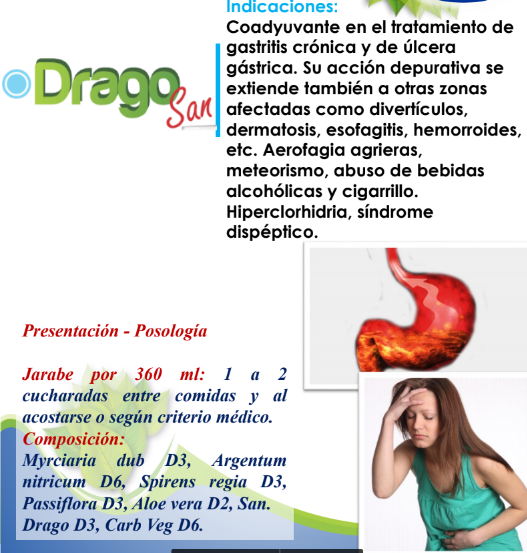 Indicaciones:
Coadyuvante en el tratamiento de
gastritis crónica y de úlcera
gástrica. Su acción depurativa se
extiende también a otras zonas
afectadas como divertículos,
dermatosis, esofagitis, hemorroides,
etc. Aerofagia agrieras,
meteorismo, abuso de bebidas
alcohólicas y cigarrillo.
Hiperclorhidria, síndrome
dispéptico.
Drago
San
Presentación - Posología
Jarabe por 360 ml: 1 a 2
cucharadas entre comidas y al
acostarse o según criterio médico.
Composición:
Myrciaria dub D3, Argentum
nitricum D6, Spirens regia D3,
Passiflora D3, Aloe vera D2, San.
Drago D3, Carb Veg D6.